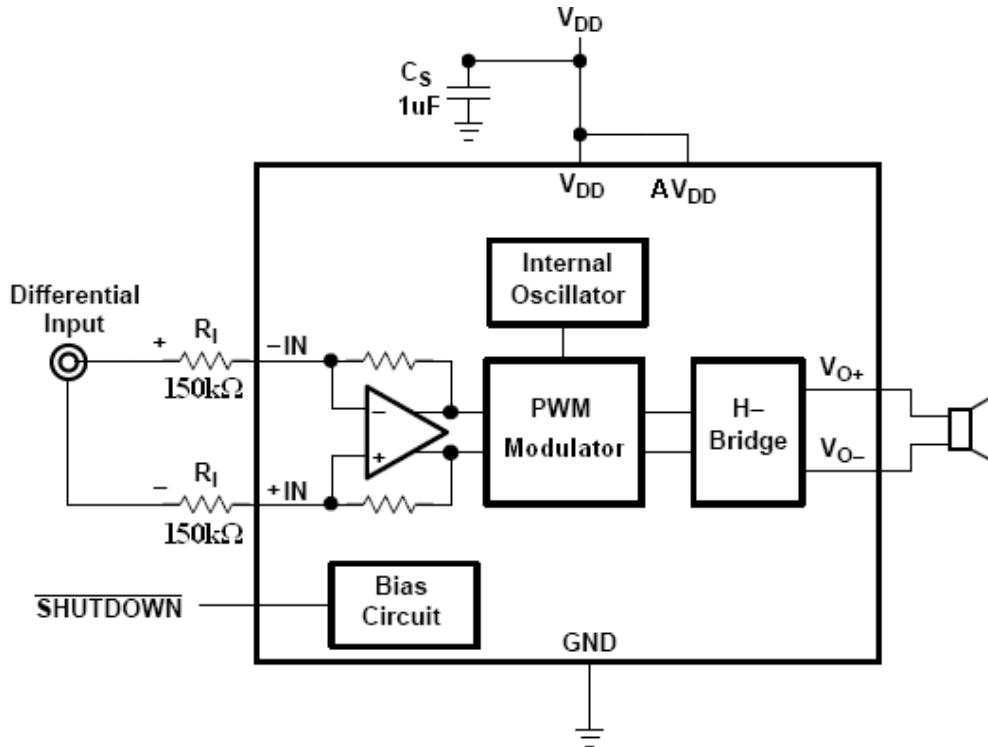 VDD
CS
1uF
VDD
AVDD
Internal
Oscillator
Differential
Input
+
RI
−IN
150kΩ
−
PWM
Modulator
H−
Bridge
VO+
VO−
+
−
RI
+IN
150kΩ
SHUTDOWN
Bias
Circuit
GND